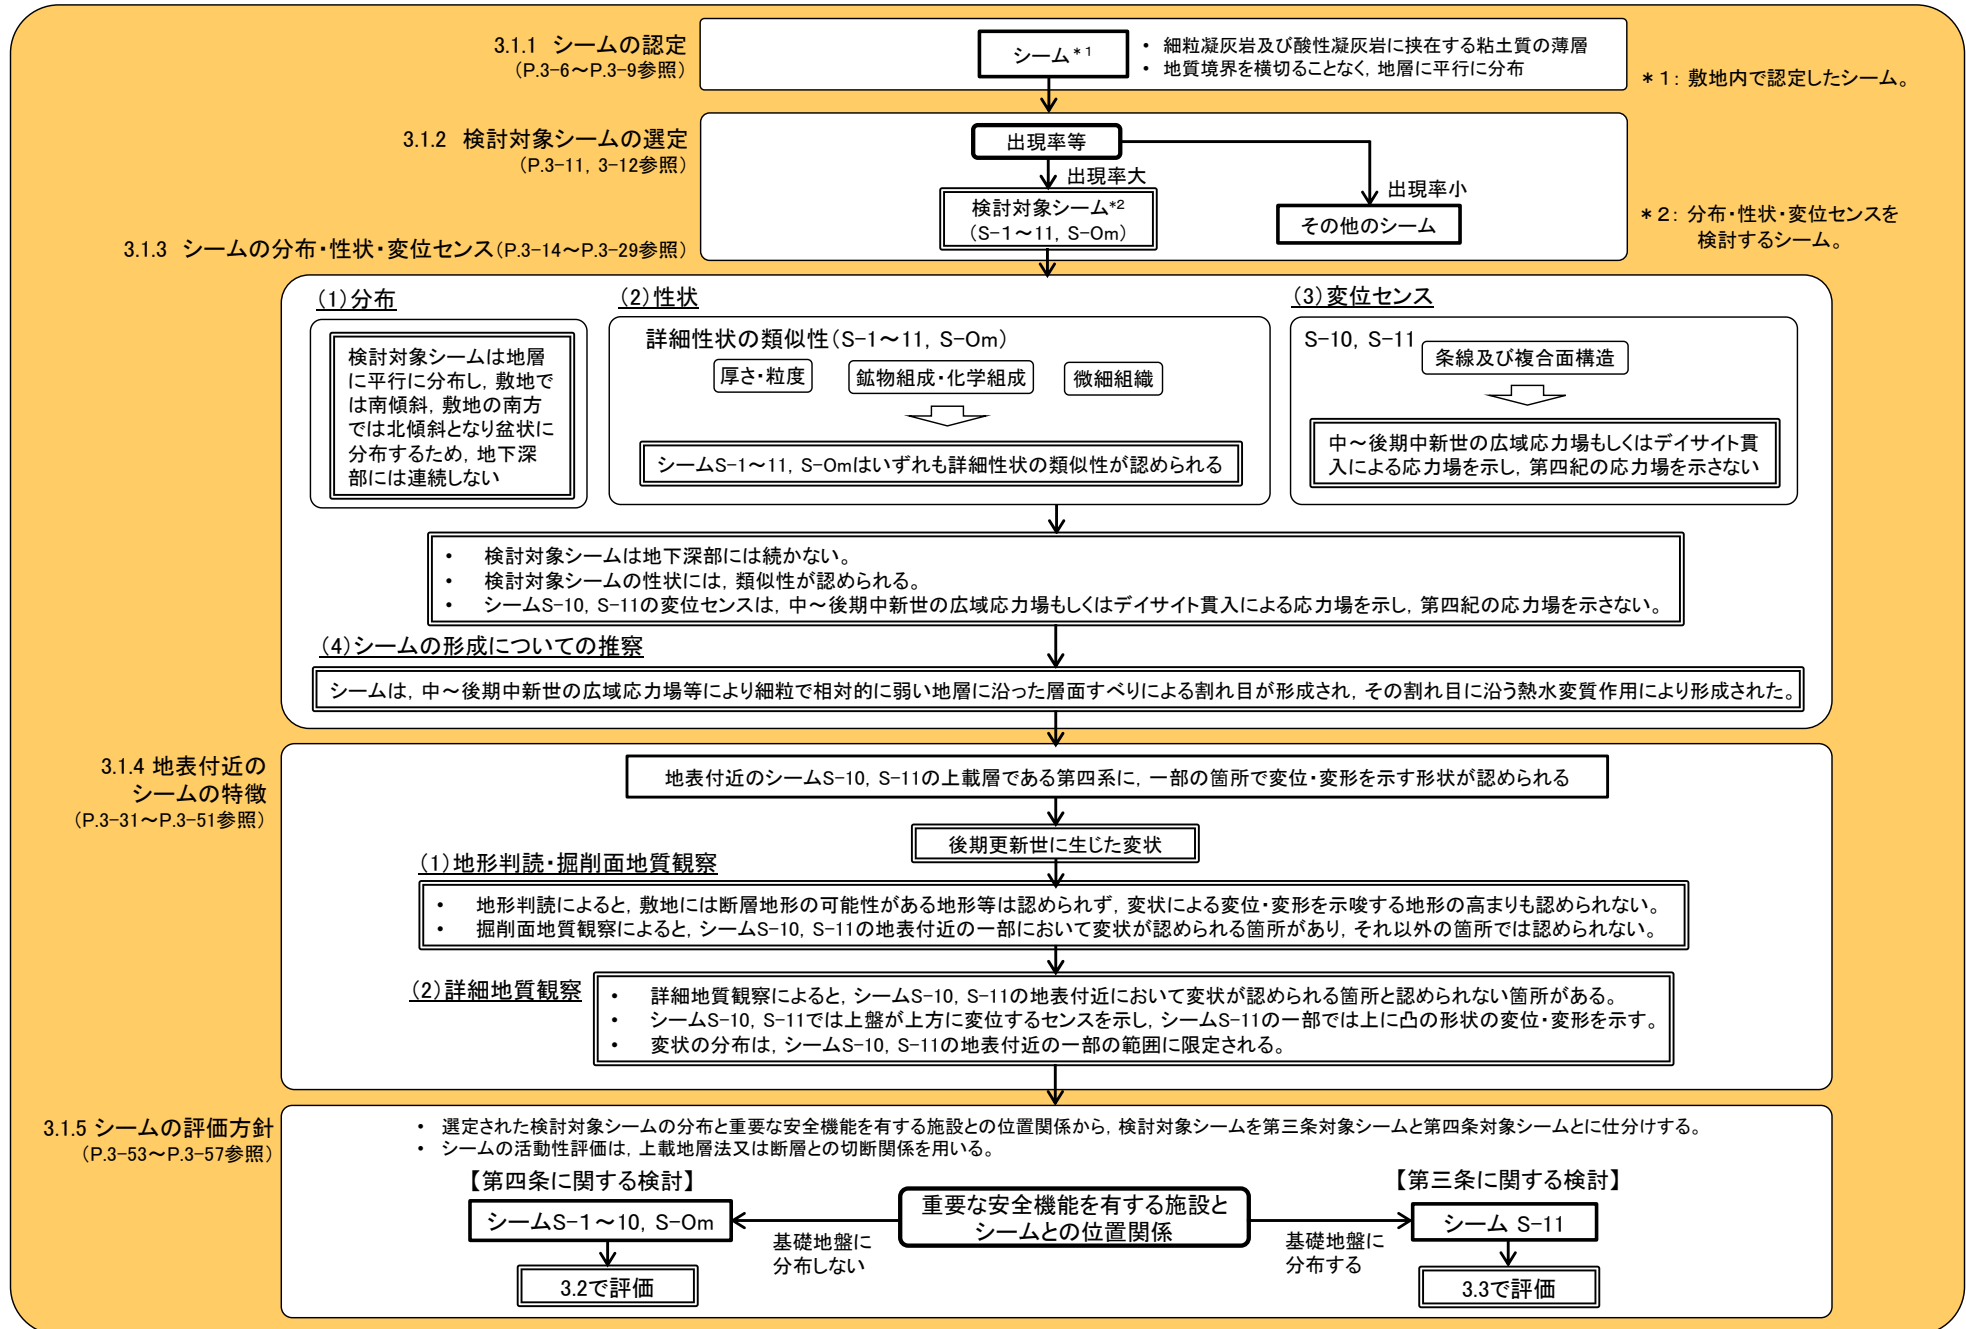 3.1.1 シームの認定
(P.3-6～P.3-9参照)
シーム*1
・ 細粒凝灰岩及び酸性凝灰岩に挟在する粘土質の薄層
・ 地質境界を横切ることなく，地層に平行に分布
＊1： 敷地内で認定したシーム。
3.1.2 検討対象シームの選定
(P.3-11, 3-12参照)
出現率等
出現率大
出現率小
検討対象シーム*2
(S-1～11, S-Om)
その他のシーム
＊2： 分布・性状・変位センスを
検討するシーム。
3.1.3 シームの分布・性状・変位センス(P.3-14～P.3-29参照)
(1)分布
検討対象シームは地層
に平行に分布し，敷地で
は南傾斜，敷地の南方
では北傾斜となり盆状に
分布するため，地下深
部には連続しない
(2)性状
詳細性状の類似性(S-1～11, S-Om)
厚さ・粒度
鉱物組成・化学組成
微細組織
シームS-1～11, S-Omはいずれも詳細性状の類似性が認められる
(3)変位センス
S-10, S-11
条線及び複合面構造
中～後期中新世の広域応力場もしくはデイサイト貫
入による応力場を示し，第四紀の応力場を示さない
・ 検討対象シームは地下深部には続かない。
・ 検討対象シームの性状には，類似性が認められる。
・ シームS-10, S-11の変位センスは，中～後期中新世の広域応力場もしくはデイサイト貫入による応力場を示し，第四紀の応力場を示さない。
(4)シームの形成についての推察
シームは，中～後期中新世の広域応力場等により細粒で相対的に弱い地層に沿った層面すべりによる割れ目が形成され，その割れ目に沿う熱水変質作用により形成された。
3.1.4 地表付近の
シームの特徴
(P.3-31～P.3-51参照)
地表付近のシームS-10, S-11の上載層である第四系に，一部の箇所で変位・変形を示す形状が認められる
後期更新世に生じた変状
(1)地形判読・掘削面地質観察
・ 地形判読によると，敷地には断層地形の可能性がある地形等は認められず，変状による変位・変形を示唆する地形の高まりも認められない。
・ 掘削面地質観察によると，シームS-10, S-11の地表付近の一部において変状が認められる箇所があり，それ以外の箇所では認められない。
(2)詳細地質観察
・ 詳細地質観察によると，シームS-10, S-11の地表付近において変状が認められる箇所と認められない箇所がある。
・ シームS-10, S-11では上盤が上方に変位するセンスを示し，シームS-11の一部では上に凸の形状の変位・変形を示す。
・ 変状の分布は，シームS-10, S-11の地表付近の一部の範囲に限定される。
3.1.5 シームの評価方針
(P.3-53～P.3-57参照)
・ 選定された検討対象シームの分布と重要な安全機能を有する施設との位置関係から，検討対象シームを第三条対象シームと第四条対象シームとに仕分けする。
・ シームの活動性評価は，上載地層法又は断層との切断関係を用いる。
【第四条に関する検討】
【第三条に関する検討】
シームS-1～10, S-Om
重要な安全機能を有する施設と
シームとの位置関係
シーム S-11
基礎地盤に
分布しない
基礎地盤に
分布する
3.2で評価
3.3で評価